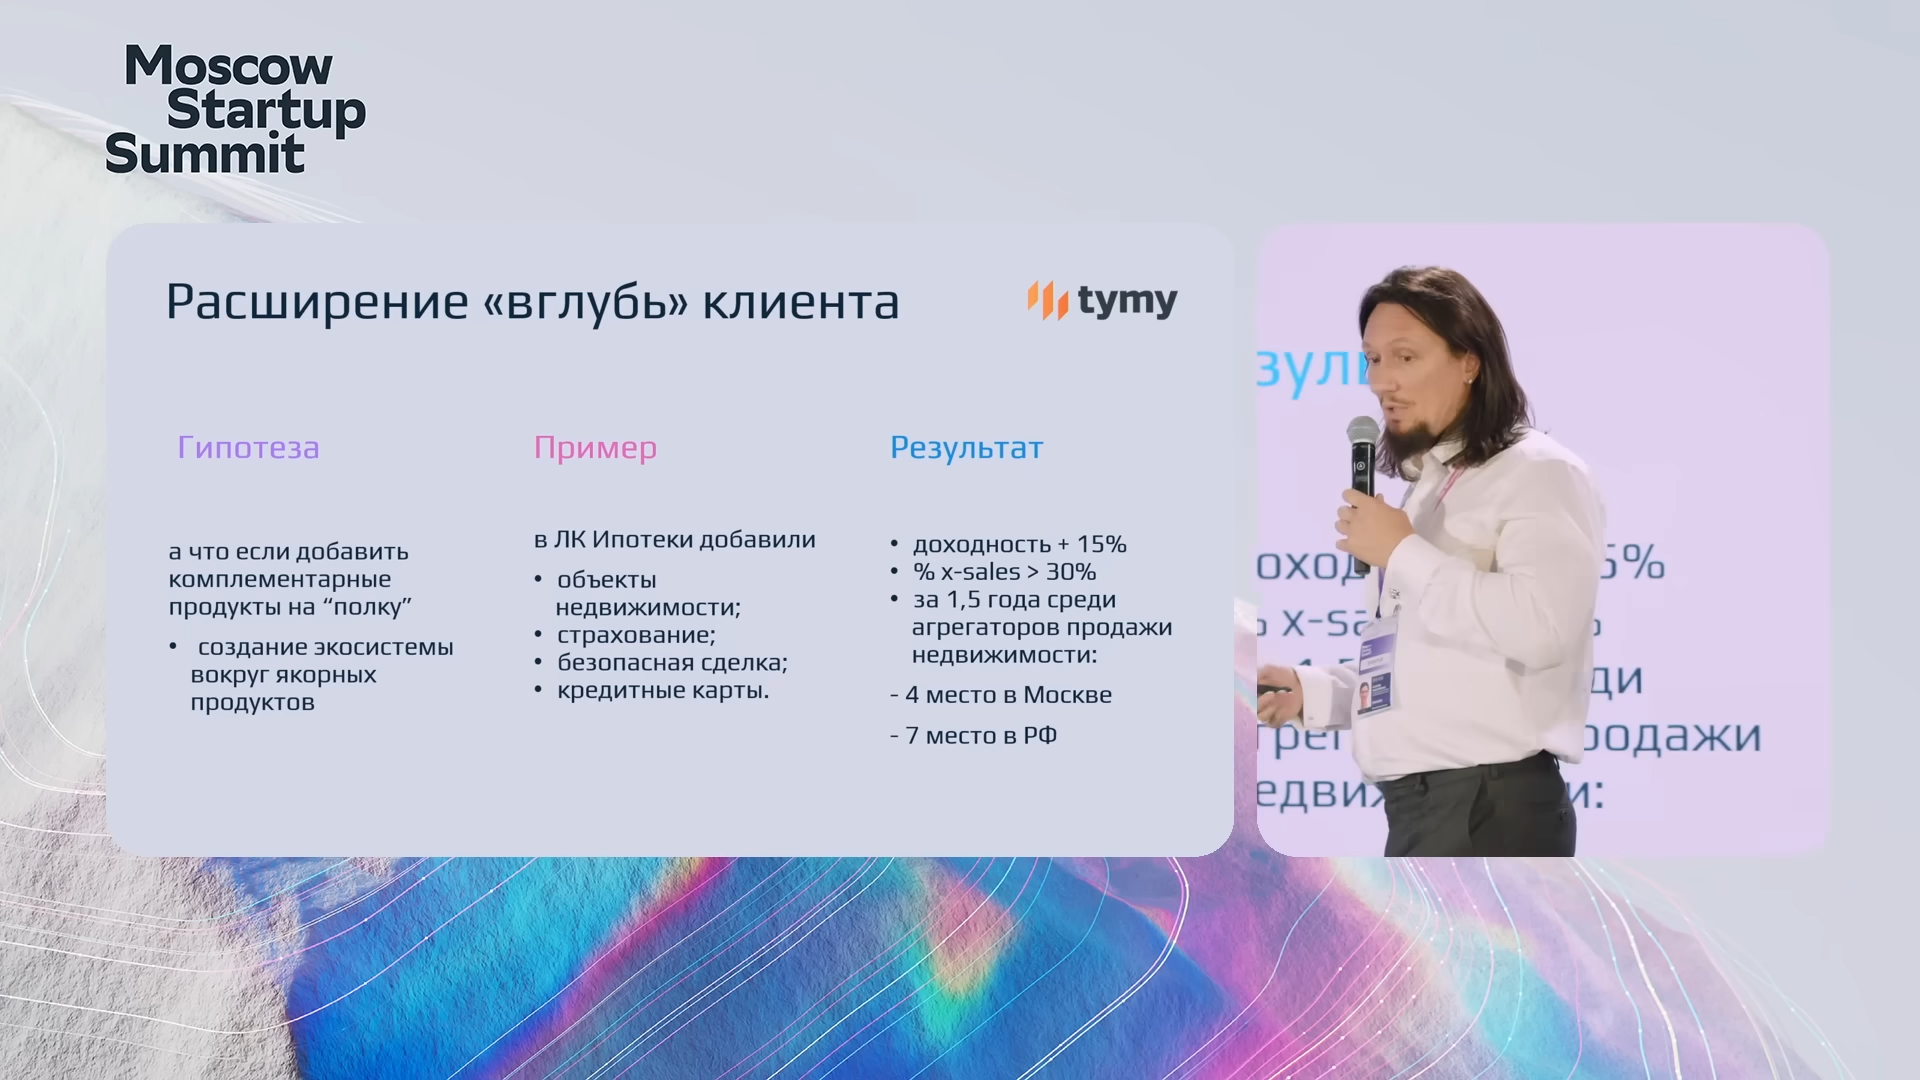 Moscow
Startup
Summit
Расширение «вглубь» клиента
tymy
Гипотеза
а что если добавить
комплементарные
продукты на “полку”
• создание экосистемы
вокруг якорных
продуктов
Пример
в ЛК Ипотеки добавили
• объекты
недвижимости;
• страхование;
• безопасная сделка;
• кредитные карты.
Результат
• доходность + 15%
• % x-sales > 30%
• за 1,5 года среди
агрегаторов продажи
недвижимости:
- 4 место в Москве
- 7 место в РФ